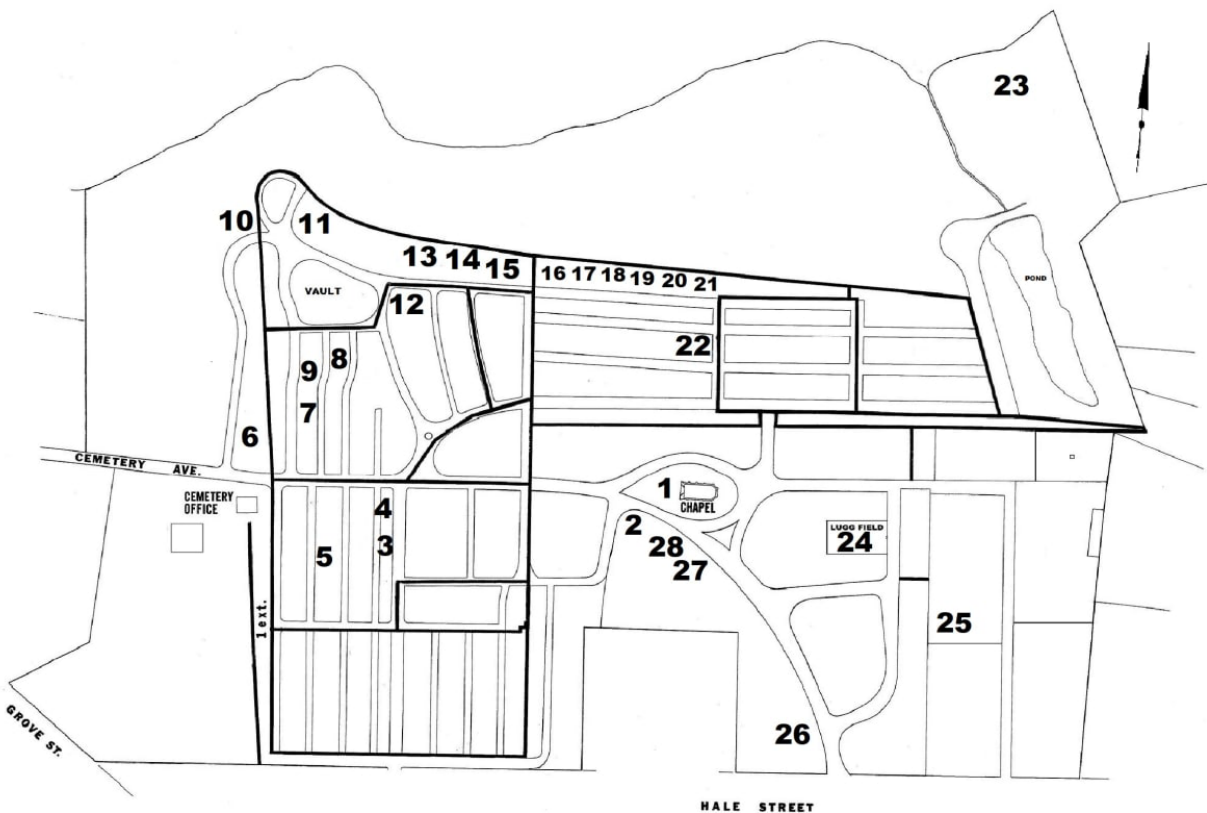 23
10
11
13
14
15
16
17
18
19
20
21
POND
VAULT
12
22
8
9
7
6
CEMETERY AVE.
CEMETERY
OFFICE
1
CHAPEL
4
2
3
28
LUGG FIELD
24
5
27
1 ext.
25
GROVE ST.
26
HALE STREET